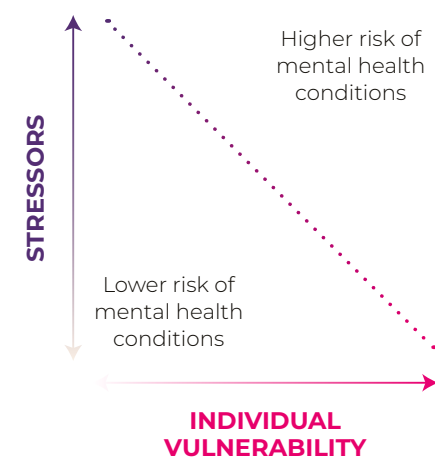 Higher risk of
mental health
conditions
STRESSORS
Lower risk of
mental health
conditions
INDIVIDUAL
VULNERABILITY